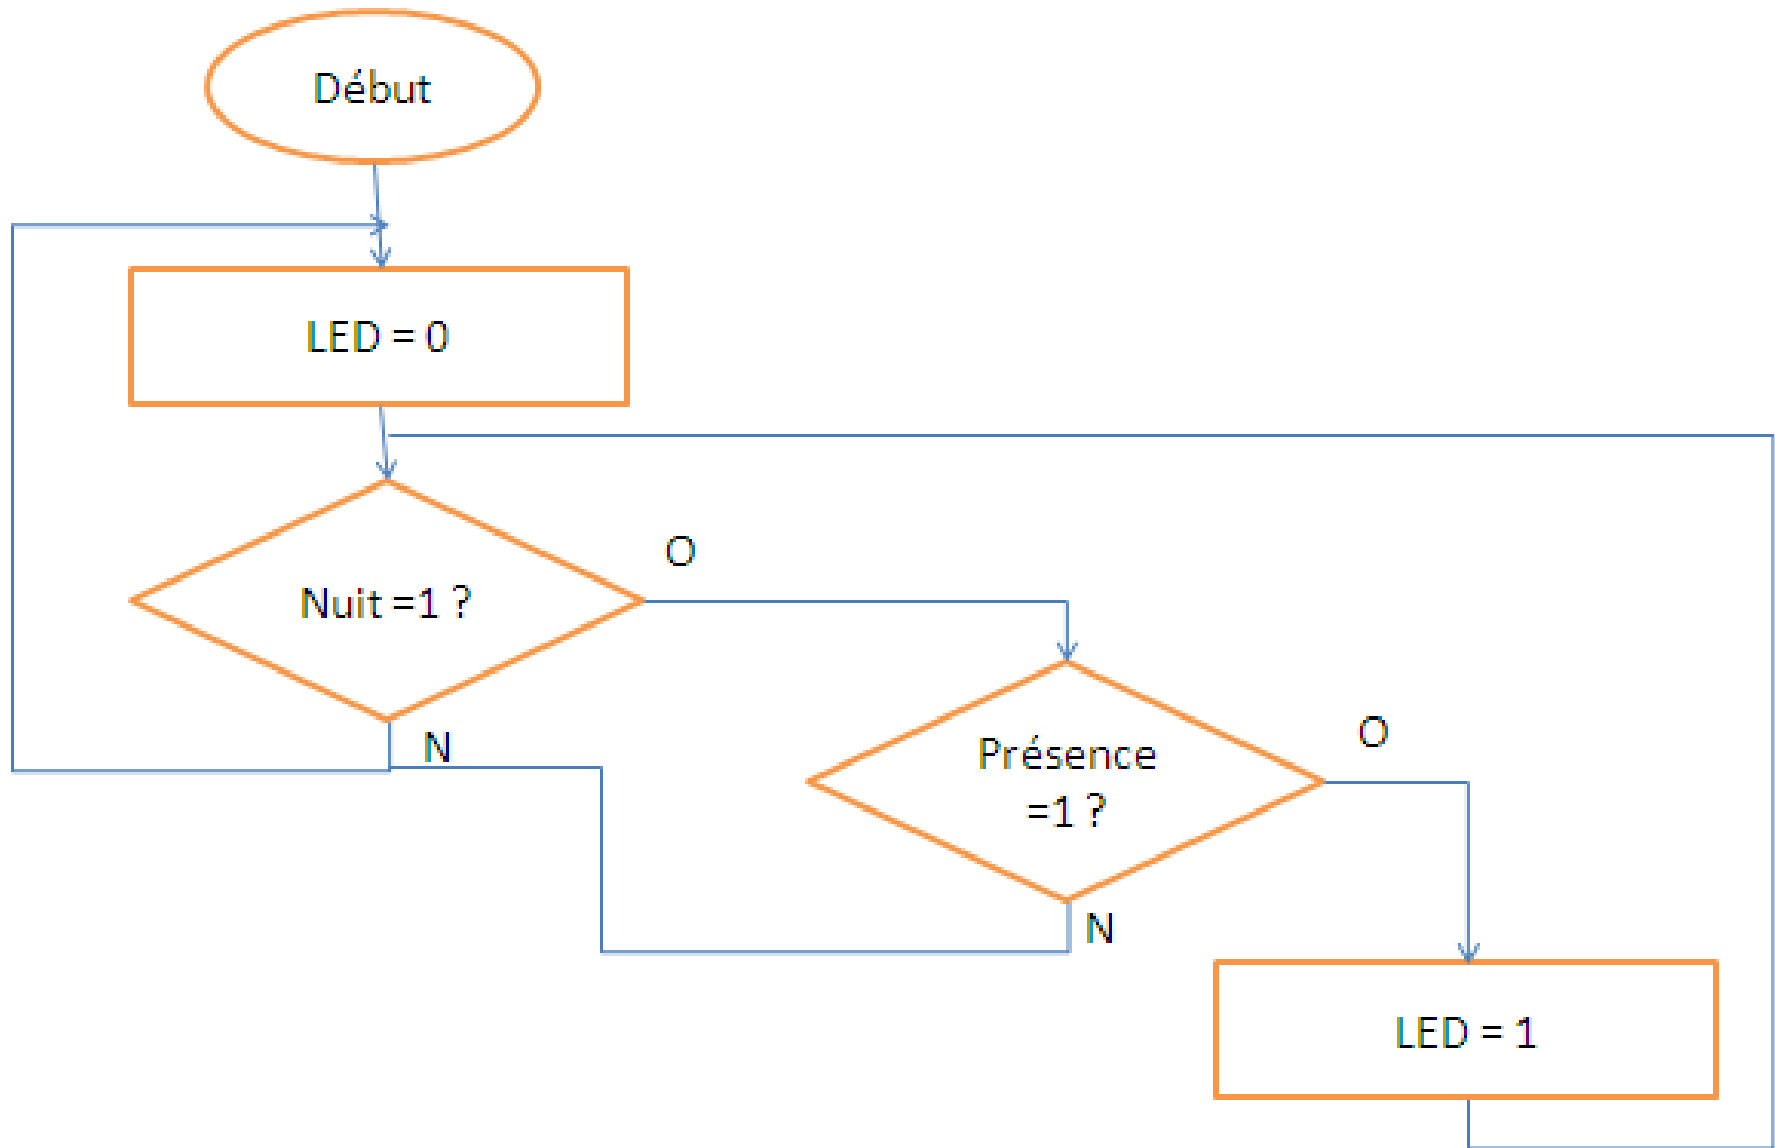 Début
LED = 0
Nuit =1 ?
O
N
Présence
=1 ?
O
N
LED = 1